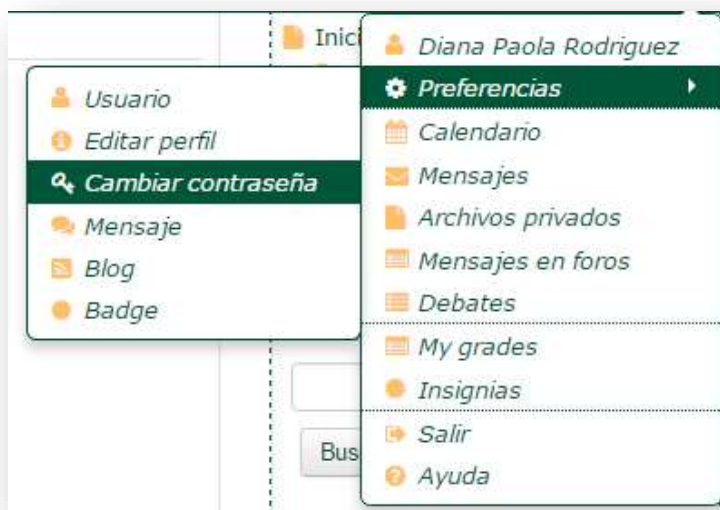 Inici
Diana Paola Rodriguez
Preferencias
Calendario
Mensajes
Archivos privados
Mensajes en foros
Debates
My grades
Insignias
Salir
Ayuda
Usuario
Editar perfil
Cambiar contraseña
Mensaje
Blog
Badge
Bus